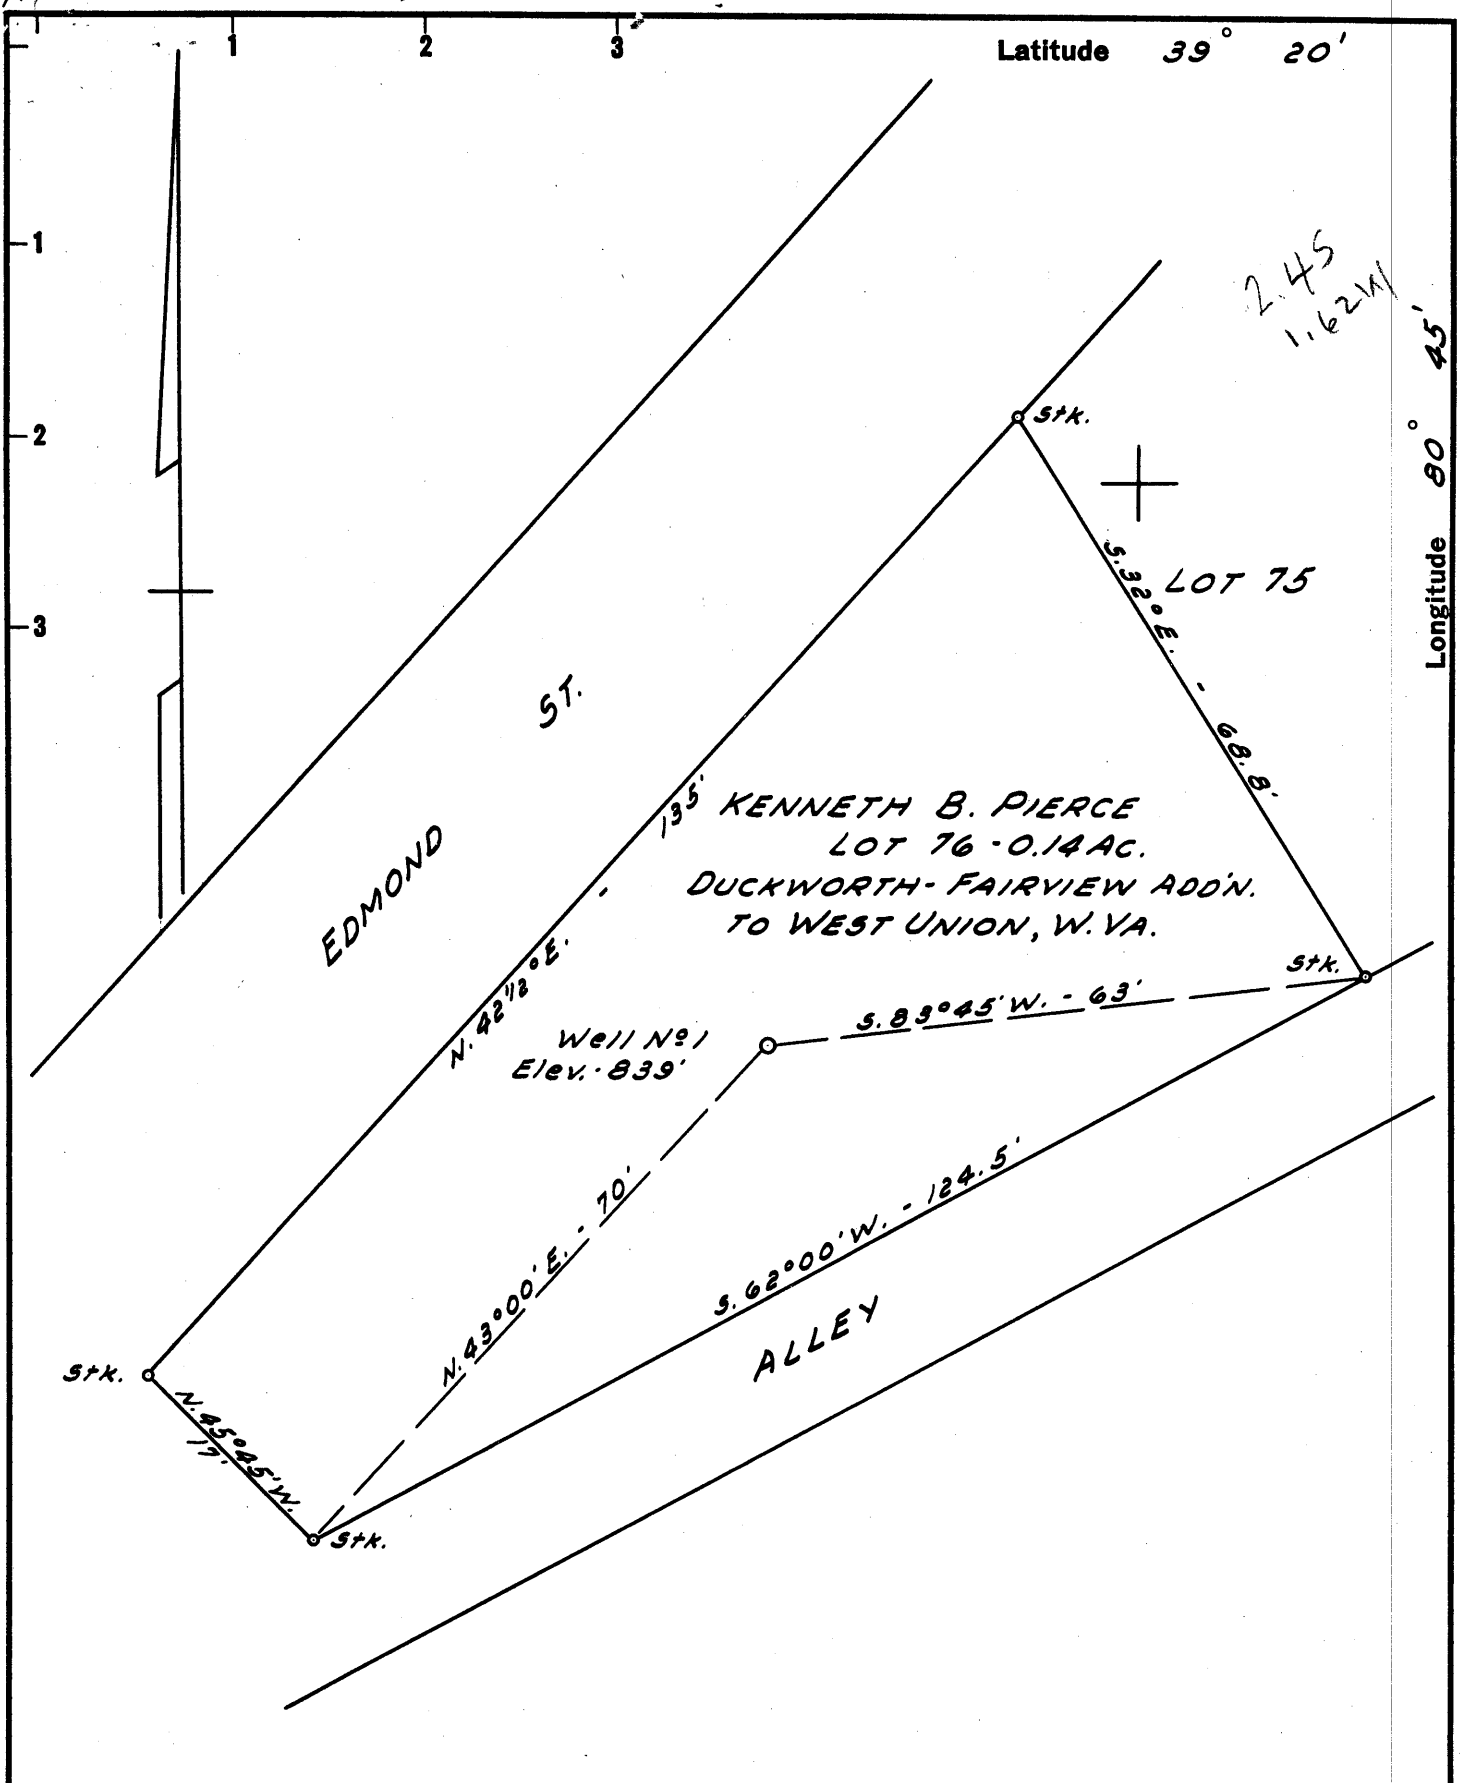 1 2 3
Latitude 39° 20'
1
2
3
2.45
1.62W
Longitude 80° 45'
Stk.
LOT 75
S.32°E. - 68.8'
EDMOND ST.
N.42½°E. - 135'
KENNETH B. PIERCE
LOT 76 - 0.14 AC.
DUCKWORTH - FAIRVIEW ADD'N.
TO WEST UNION, W. VA.
Stk.
S.83°45'W. - 63'
Well Nº 1
Elev. - 839'
N.43°00'E. - 70'
S.62°00'W. - 124.5'
ALLEY
Stk.
N.45°45'W.
17'
Stk.